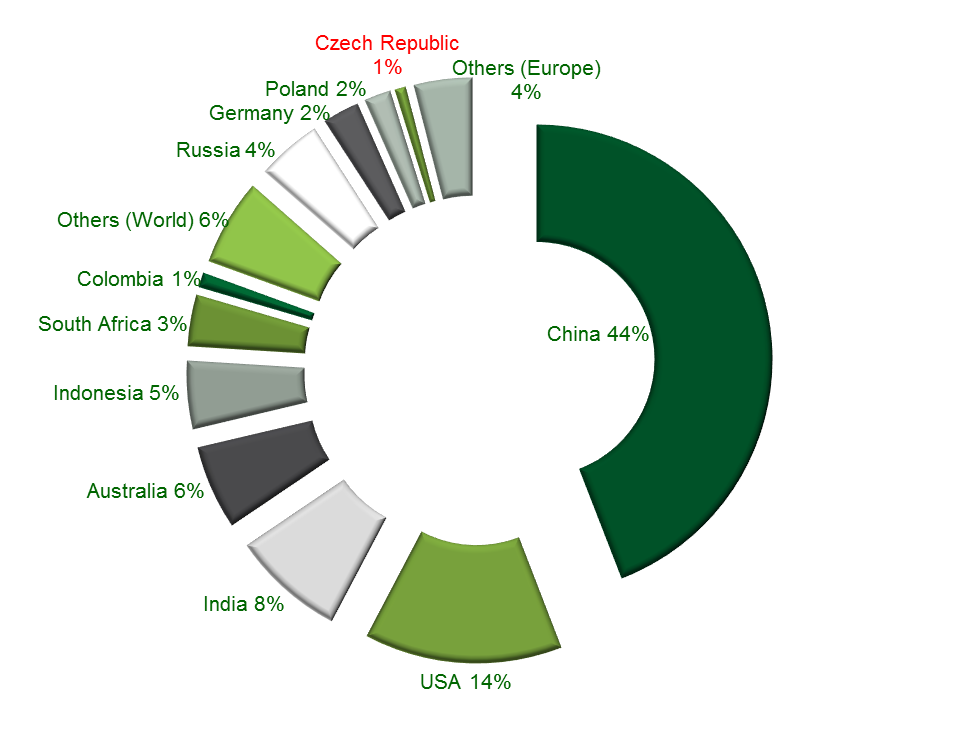 Czech Republic
1%
Others (Europe)
4%
Poland 2%
Germany 2%
Russia 4%
Others (World) 6%
Colombia 1%
South Africa 3%
China 44%
Indonesia 5%
Australia 6%
India 8%
USA 14%